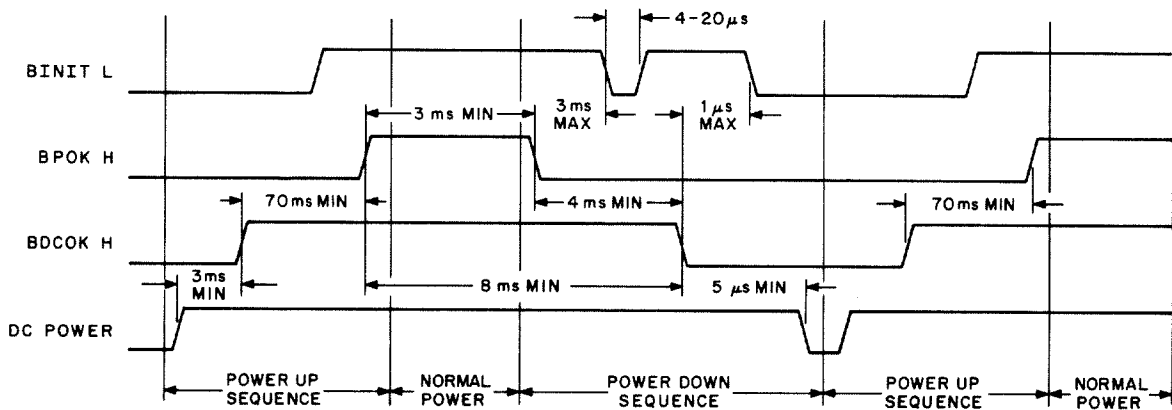 4-20μs
BINIT L
3 ms MIN
3ms
MAX
1μs
MAX
BPOK H
70ms MIN
4 ms MIN
70ms MIN
BDCOK H
3ms
MIN
8 ms MIN
5 μs MIN
DC POWER
POWER UP
SEQUENCE
NORMAL
POWER
POWER DOWN
SEQUENCE
POWER UP
SEQUENCE
NORMAL
POWER